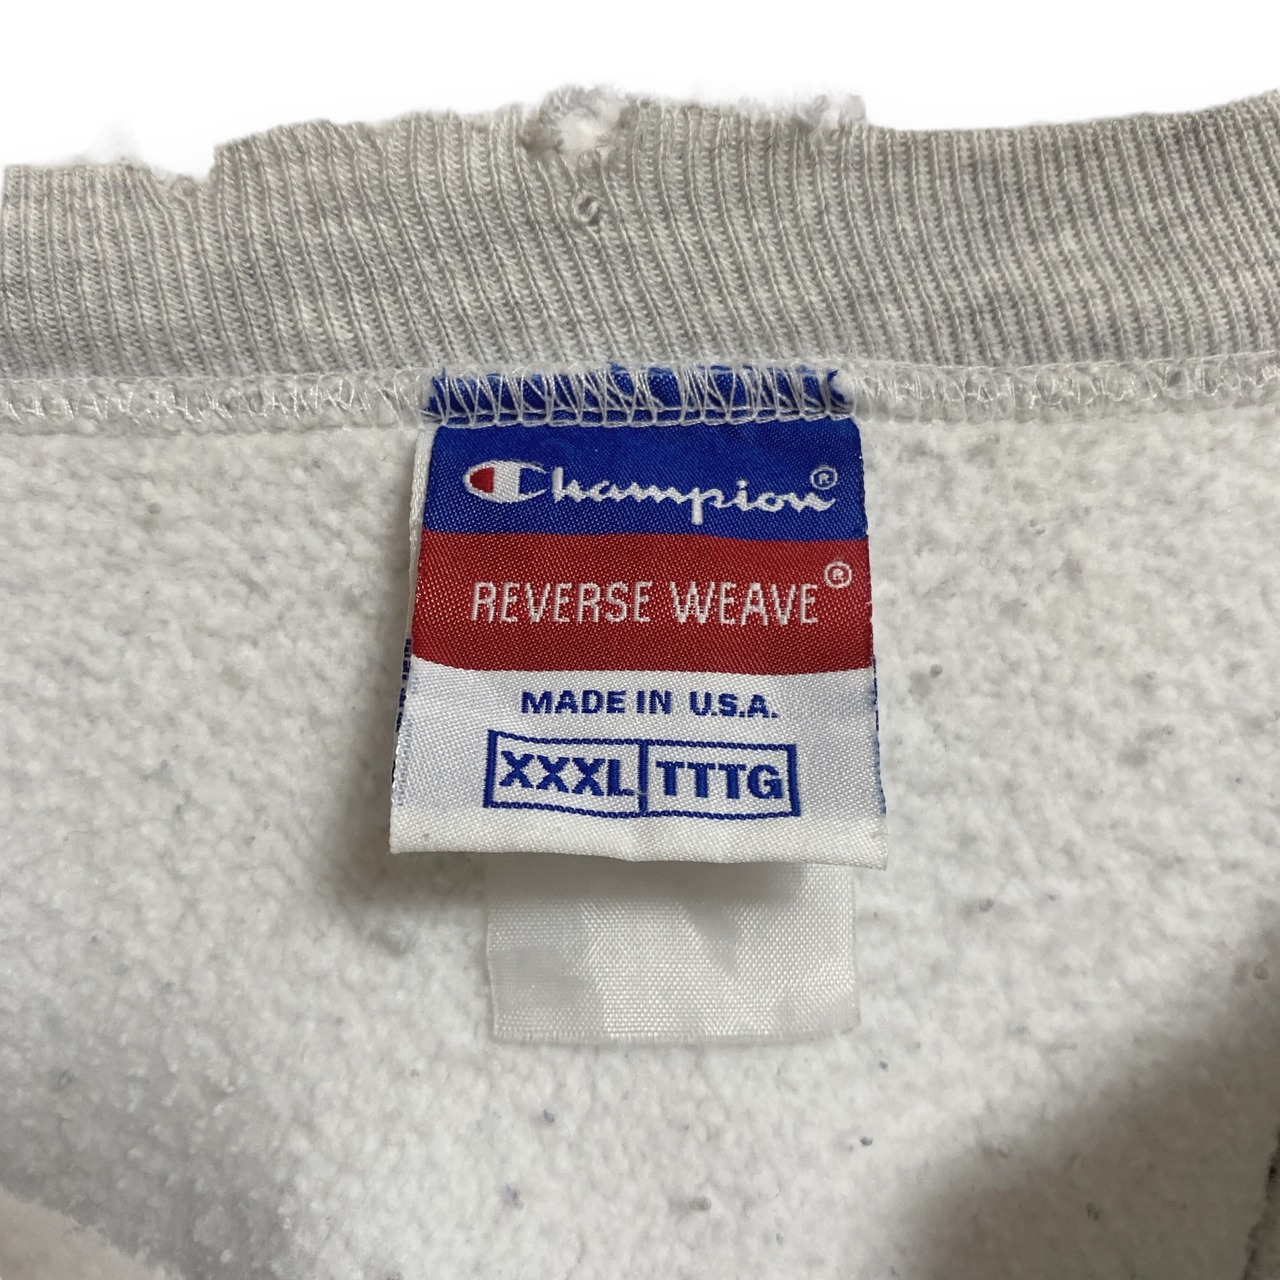 Champion®
REVERSE WEAVE®
MADE IN U.S.A.
XXXL TTTG